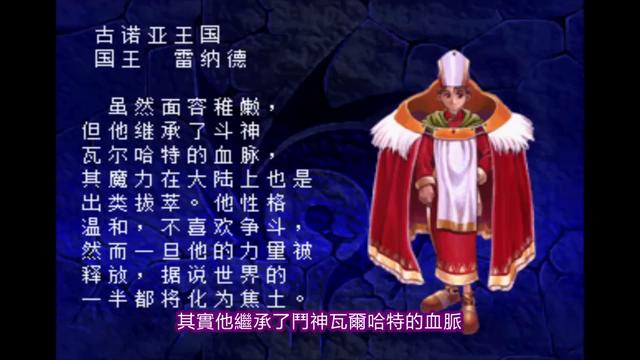 古诺亚王国
国王 雷纳德
虽然面容稚嫩，
但他继承了斗神
瓦尔哈特的血脉，
其魔力在大陆上也是
出类拔萃。他性格
温和，不喜欢争斗，
然而一旦他的力量被
释放，据说世界的
一半都将化为焦土。
其實他繼承了鬥神瓦爾哈特的血脈